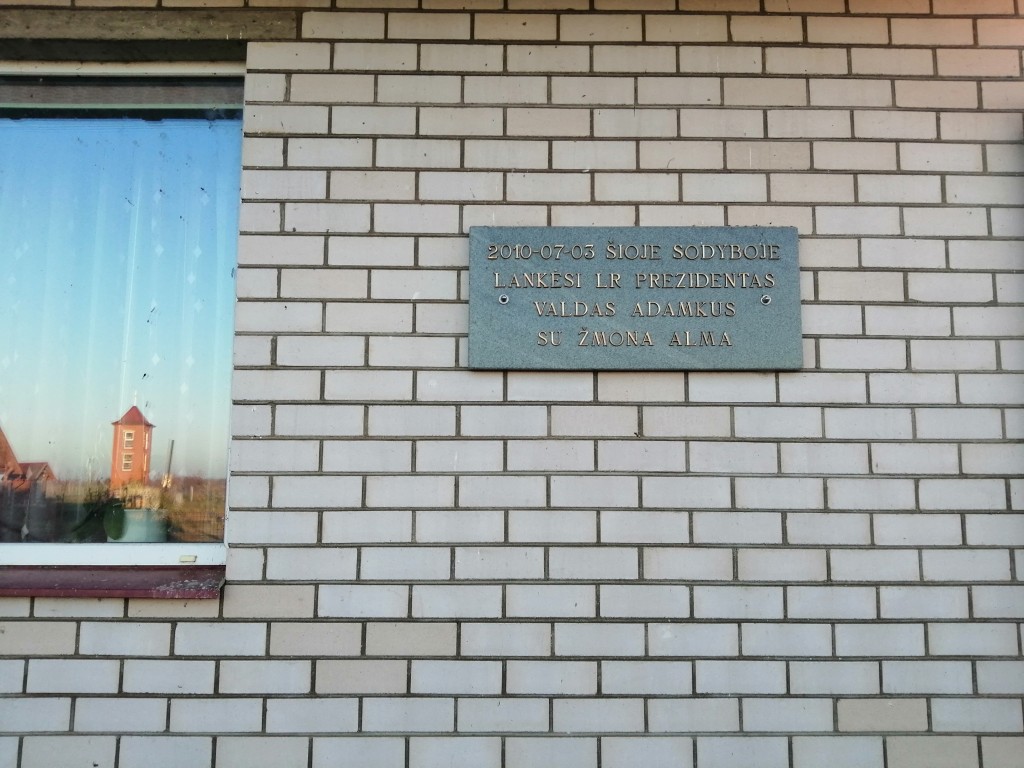 2010-07-03 ŠIOJE SODYBOJE
LANKĖSI LR PREZIDENTAS
VALDAS ADAMKUS
SU ŽMONA ALMA